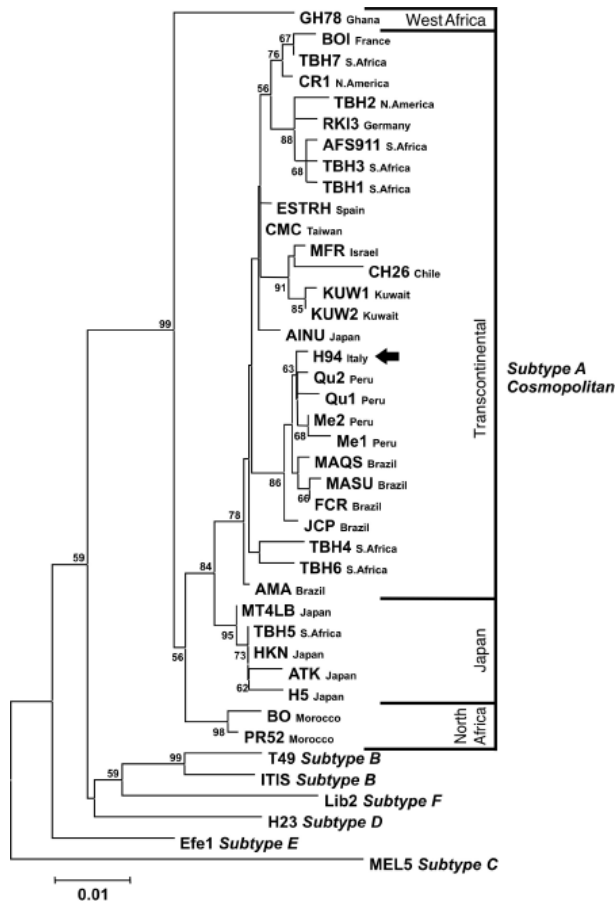 GH78 Ghana
West Africa
67
BOI France
76
TBH7 S.Africa
CR1 N.America
56
TBH2 N.America
RKI3 Germany
88
AFS911 S.Africa
TBH3 S.Africa
68
TBH1 S.Africa
ESTRH Spain
CMC Taiwan
MFR Israel
CH26 Chile
91
KUW1 Kuwait
85
KUW2 Kuwait
99
AINU Japan
H94 Italy
63
Qu2 Peru
Qu1 Peru
Me2 Peru
68
Me1 Peru
MAQS Brazil
86
MASU Brazil
66
FCR Brazil
JCP Brazil
78
TBH4 S.Africa
TBH6 S.Africa
AMA Brazil
Transcontinental
Subtype A
Cosmopolitan
59
84
MT4LB Japan
95
TBH5 S.Africa
HKN Japan
73
ATK Japan
62
H5 Japan
Japan
56
BO Morocco
98
PR52 Morocco
North
Africa
99
T49 Subtype B
59
ITIS Subtype B
Lib2 Subtype F
H23 Subtype D
Efe1 Subtype E
MEL5 Subtype C
0.01